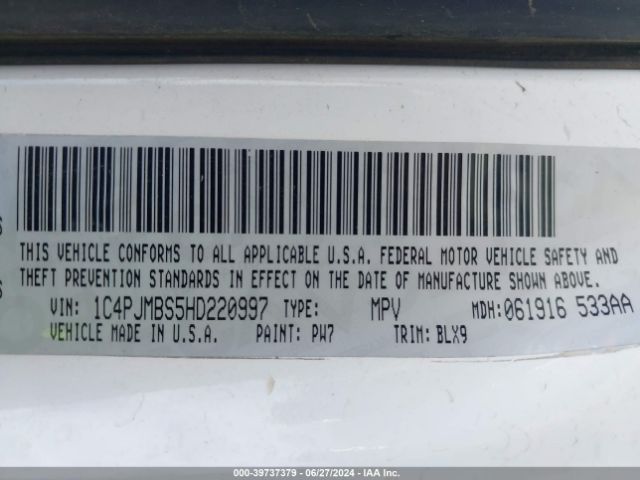 THIS VEHICLE CONFORMS TO ALL APPLICABLE U.S.A. FEDERAL MOTOR VEHICLE SAFETY AND
THEFT PREVENTION STANDARDS IN EFFECT ON THE DATE OF MANUFACTURE SHOWN ABOVE.
VIN: 1C4PJMBS5HD220997 TYPE: MPV MDH:061916 533AA
VEHICLE MADE IN U.S.A. PAINT: PW7 TRIM: BLX9
000-39737379 - 06/27/2024 - IAA Inc.